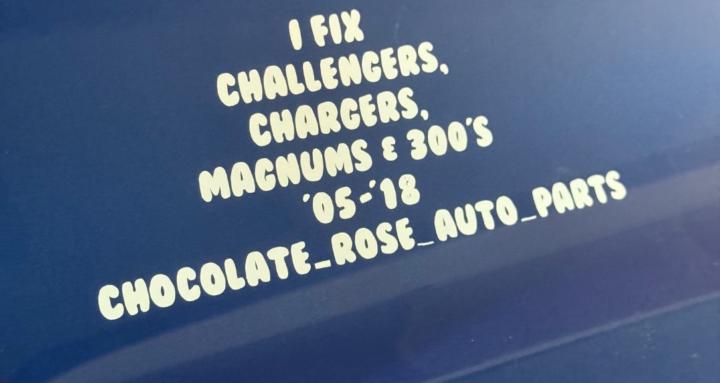 I FIX
CHALLENGERS,
CHARGERS,
MAGNUMS & 300'S
'05-'18
CHOCOLATE_ROSE_AUTO_PARTS